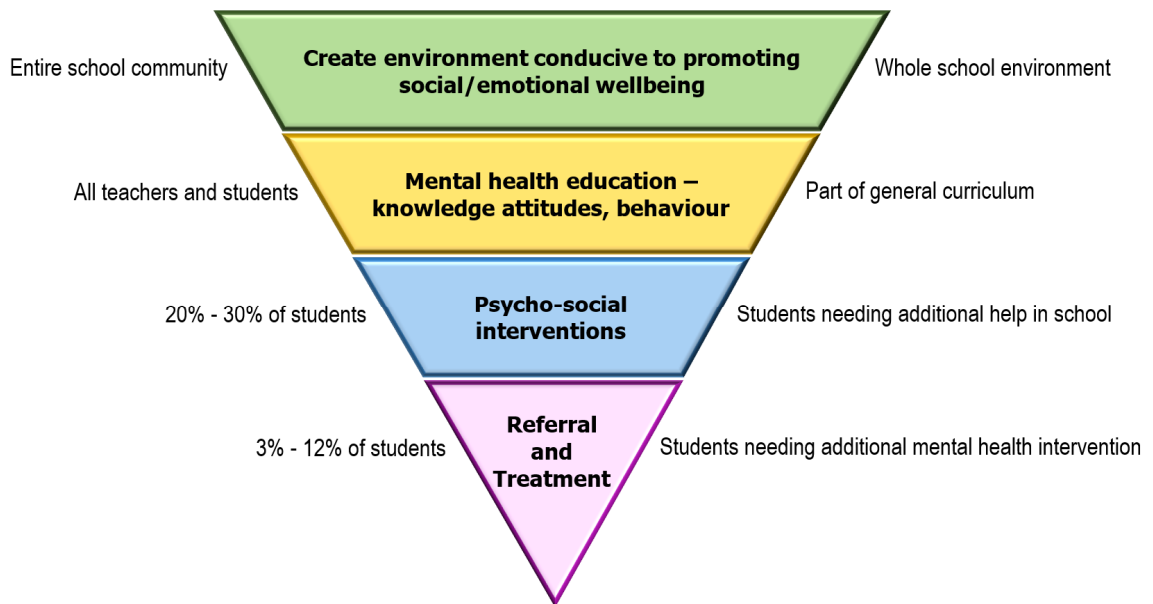 Entire school community
Create environment conducive to promoting
social/emotional wellbeing
Whole school environment
All teachers and students
Mental health education –
knowledge attitudes, behaviour
Part of general curriculum
20% - 30% of students
Psycho-social
interventions
Students needing additional help in school
3% - 12% of students
Referral
and
Treatment
Students needing additional mental health intervention